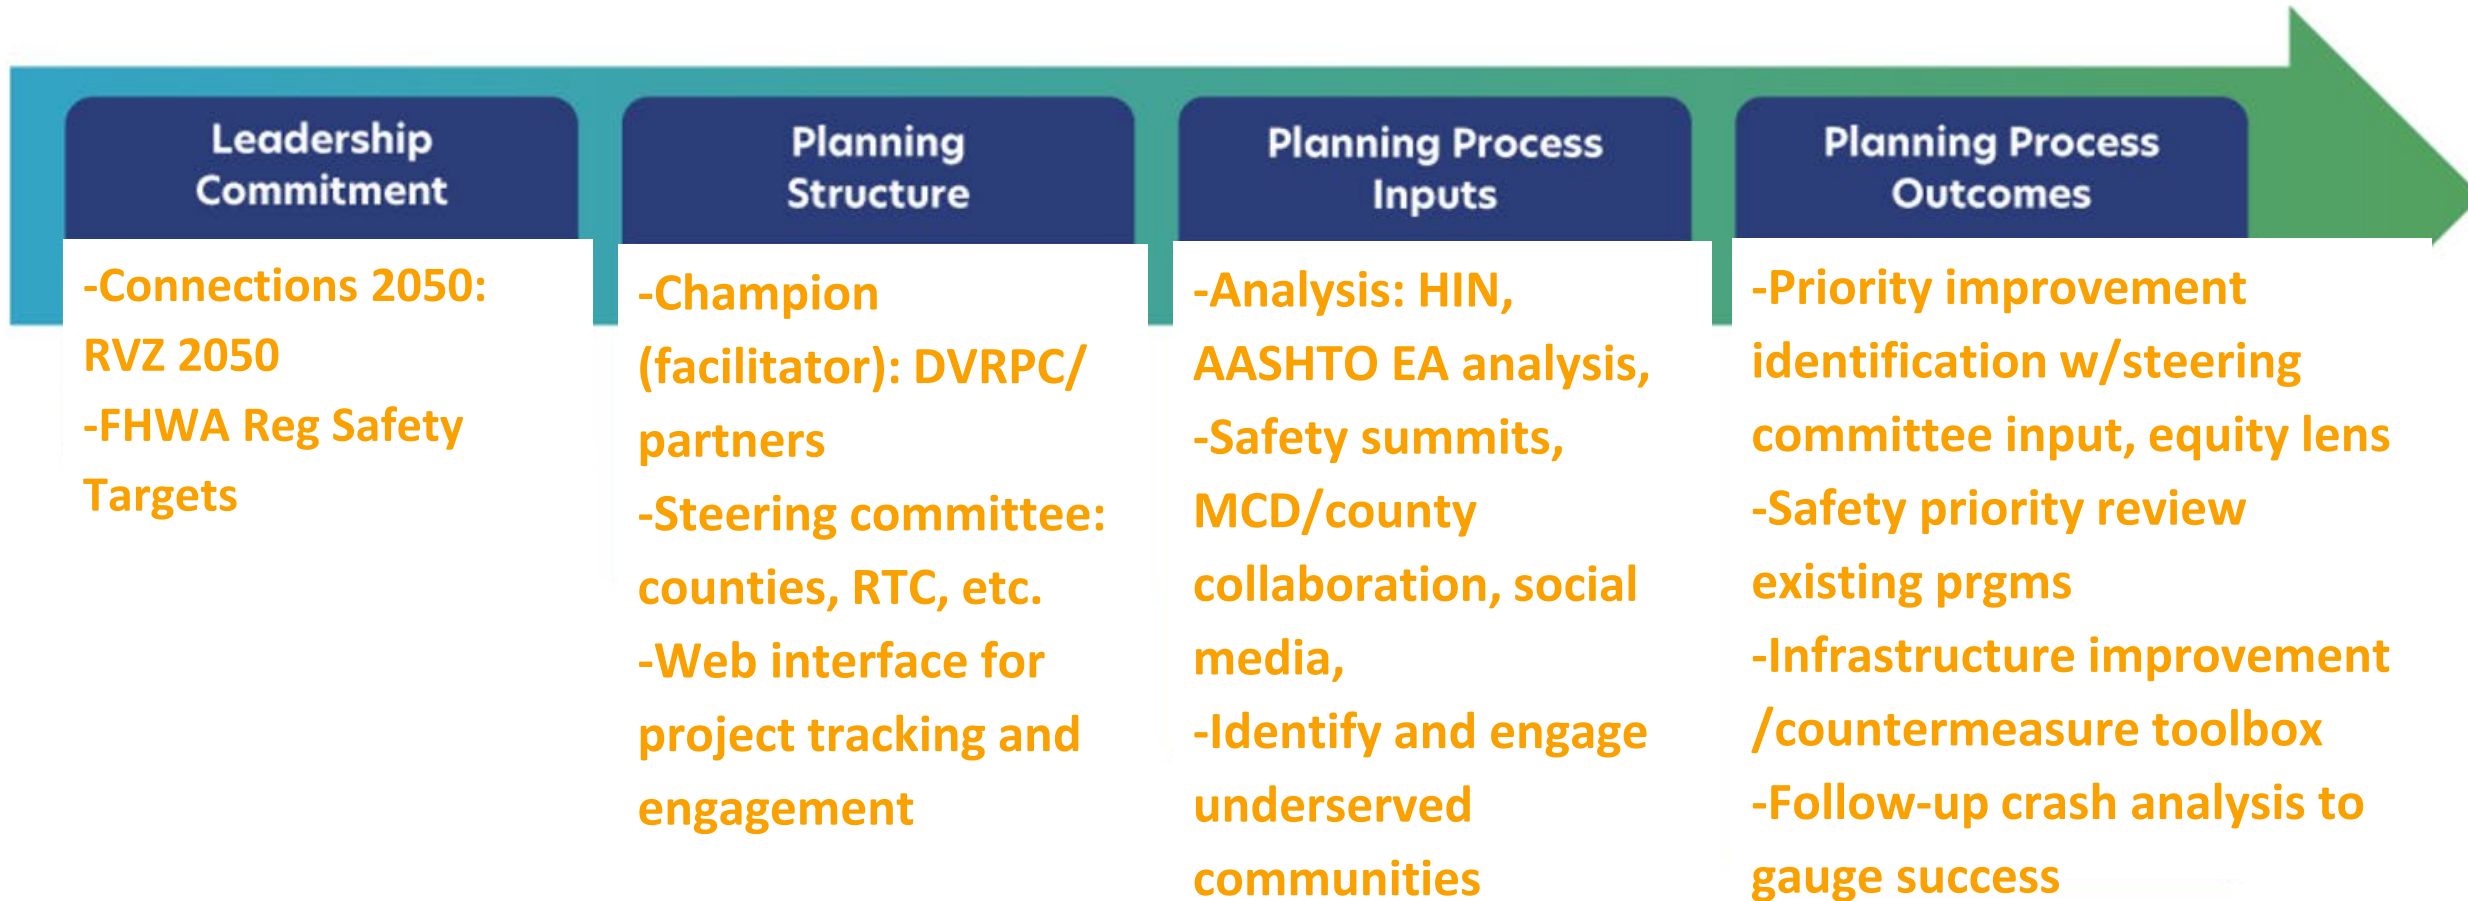 Leadership
Commitment
-Connections 2050:
RVZ 2050
-FHWA Reg Safety
Targets
Planning
Structure
-Champion
(facilitator): DVRPC/
partners
-Steering committee:
counties, RTC, etc.
-Web interface for
project tracking and
engagement
Planning Process
Inputs
-Analysis: HIN,
AASHTO EA analysis,
-Safety summits,
MCD/county
collaboration, social
media,
-Identify and engage
underserved
communities
Planning Process
Outcomes
-Priority improvement
identification w/steering
committee input, equity lens
-Safety priority review
existing prgms
-Infrastructure improvement
/countermeasure toolbox
-Follow-up crash analysis to
gauge success